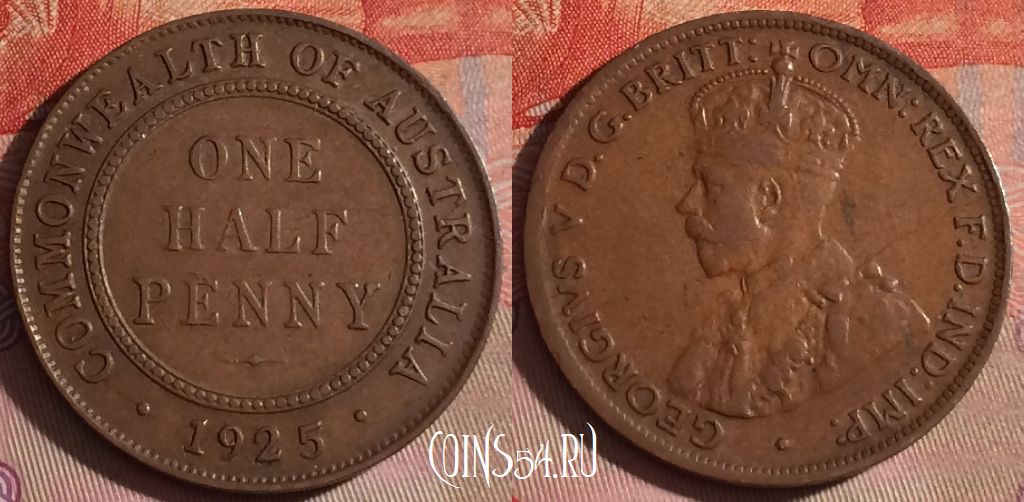 COMMONWEALTH OF AUSTRALIA
ONE
HALF
PENNY
1925
GEORGIVS V D.G.BRITT: OMN: REX F.D.IND:IMP:
COINS54.RU